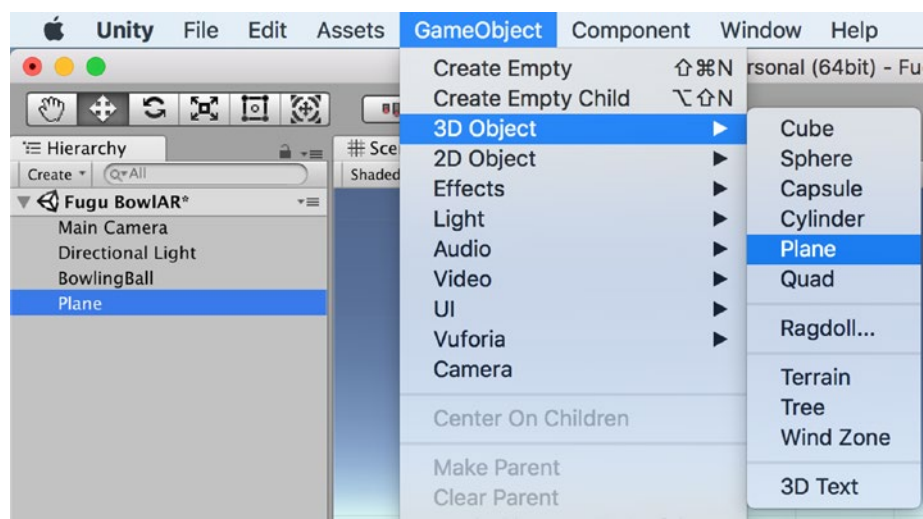 Unity File Edit Assets GameObject Component Window Help
rsonal (64bit) - Fu
Create Empty ⇧⌘N
Create Empty Child ⌥⇧N
3D Object
2D Object
Effects
Light
Audio
Video
UI
Vuforia
Camera
Center On Children
Make Parent
Clear Parent
Cube
Sphere
Capsule
Cylinder
Plane
Quad
Ragdoll...
Terrain
Tree
Wind Zone
3D Text
Hierarchy
Create All
Fugu BowlAR*
Main Camera
Directional Light
BowlingBall
Plane
# Sce
Shaded